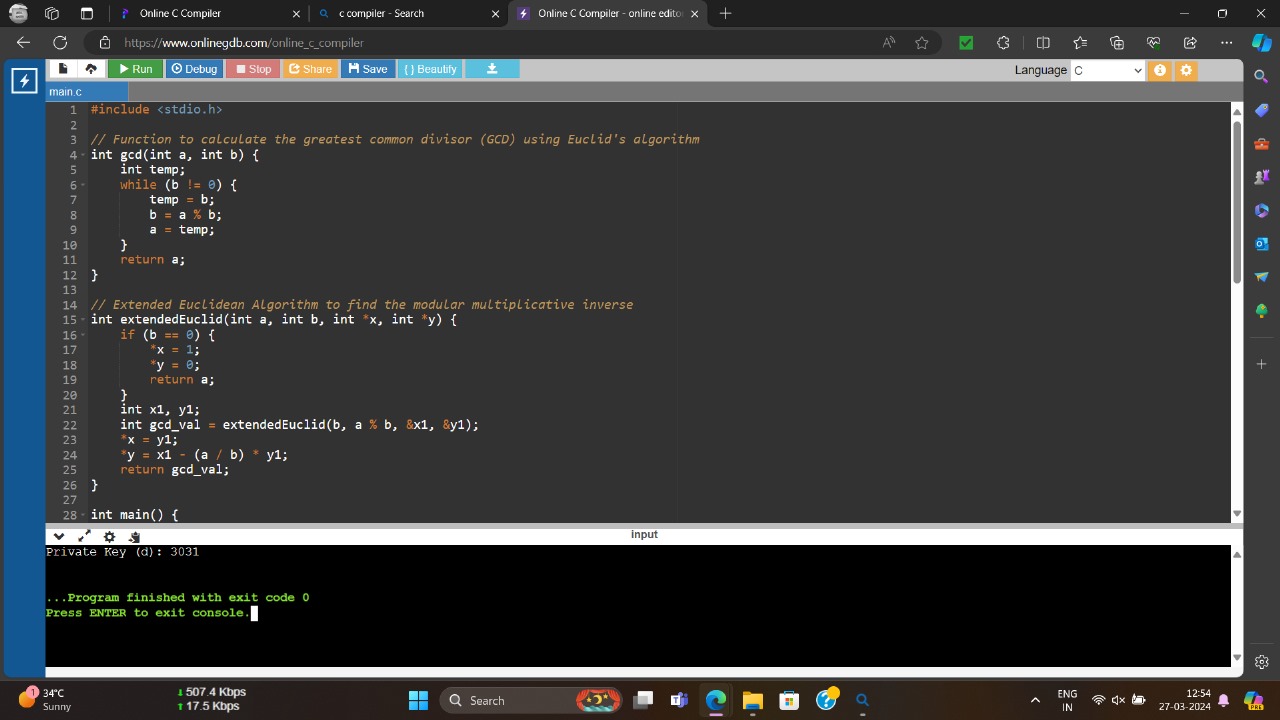 Online C Compiler
c compiler - Search
Online C Compiler - online editor
https://www.onlinegdb.com/online_c_compiler
Run Debug Stop Share Save { } Beautify
Language C
main.c
1 #include <stdio.h>
2
3 // Function to calculate the greatest common divisor (GCD) using Euclid's algorithm
4 int gcd(int a, int b) {
5 int temp;
6 while (b != 0) {
7 temp = b;
8 b = a % b;
9 a = temp;
10 }
11 return a;
12 }
13
14 // Extended Euclidean Algorithm to find the modular multiplicative inverse
15 int extendedEuclid(int a, int b, int *x, int *y) {
16 if (b == 0) {
17 *x = 1;
18 *y = 0;
19 return a;
20 }
21 int x1, y1;
22 int gcd_val = extendedEuclid(b, a % b, &x1, &y1);
23 *x = y1;
24 *y = x1 - (a / b) * y1;
25 return gcd_val;
26 }
27
28 int main() {
input
Private Key (d): 3031
...Program finished with exit code 0
Press ENTER to exit console.
1
34°C
Sunny
↓ 507.4 Kbps
↑ 17.5 Kbps
Search
ENG
IN
12:54
27-03-2024
PRE